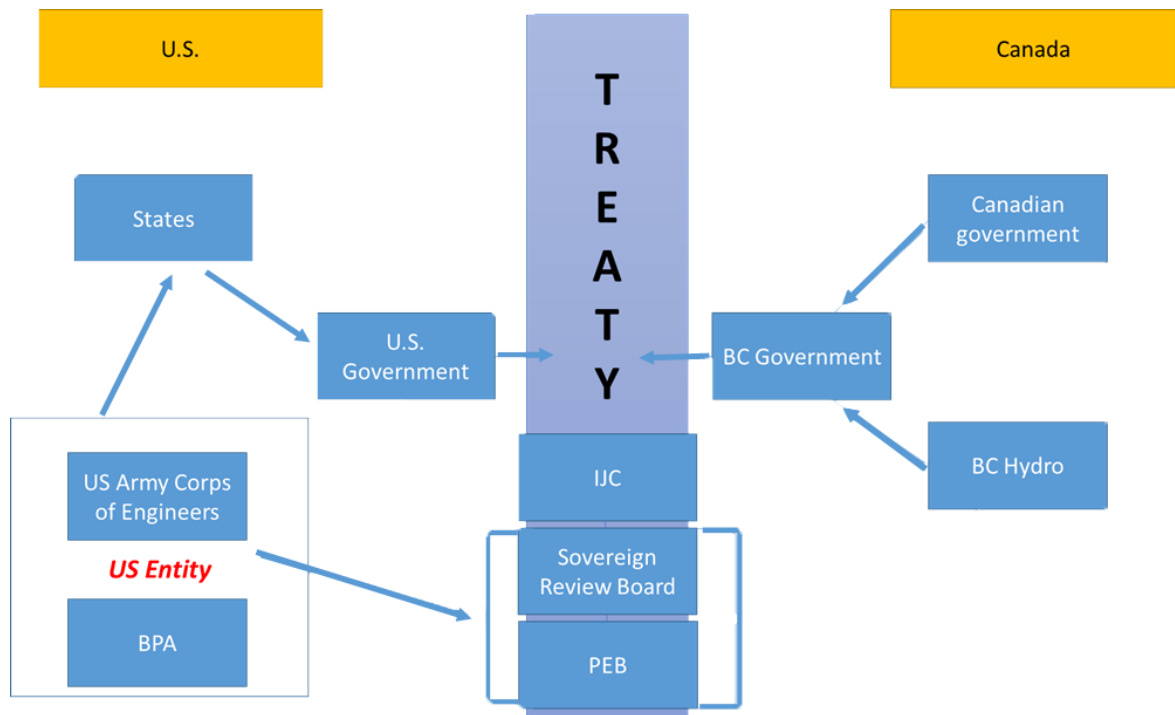 U.S.
Canada
T
R
E
A
T
Y
States
Canadian
government
U.S.
Government
BC Government
US Army Corps
of Engineers
US Entity
BPA
IJC
Sovereign
Review Board
PEB
BC Hydro